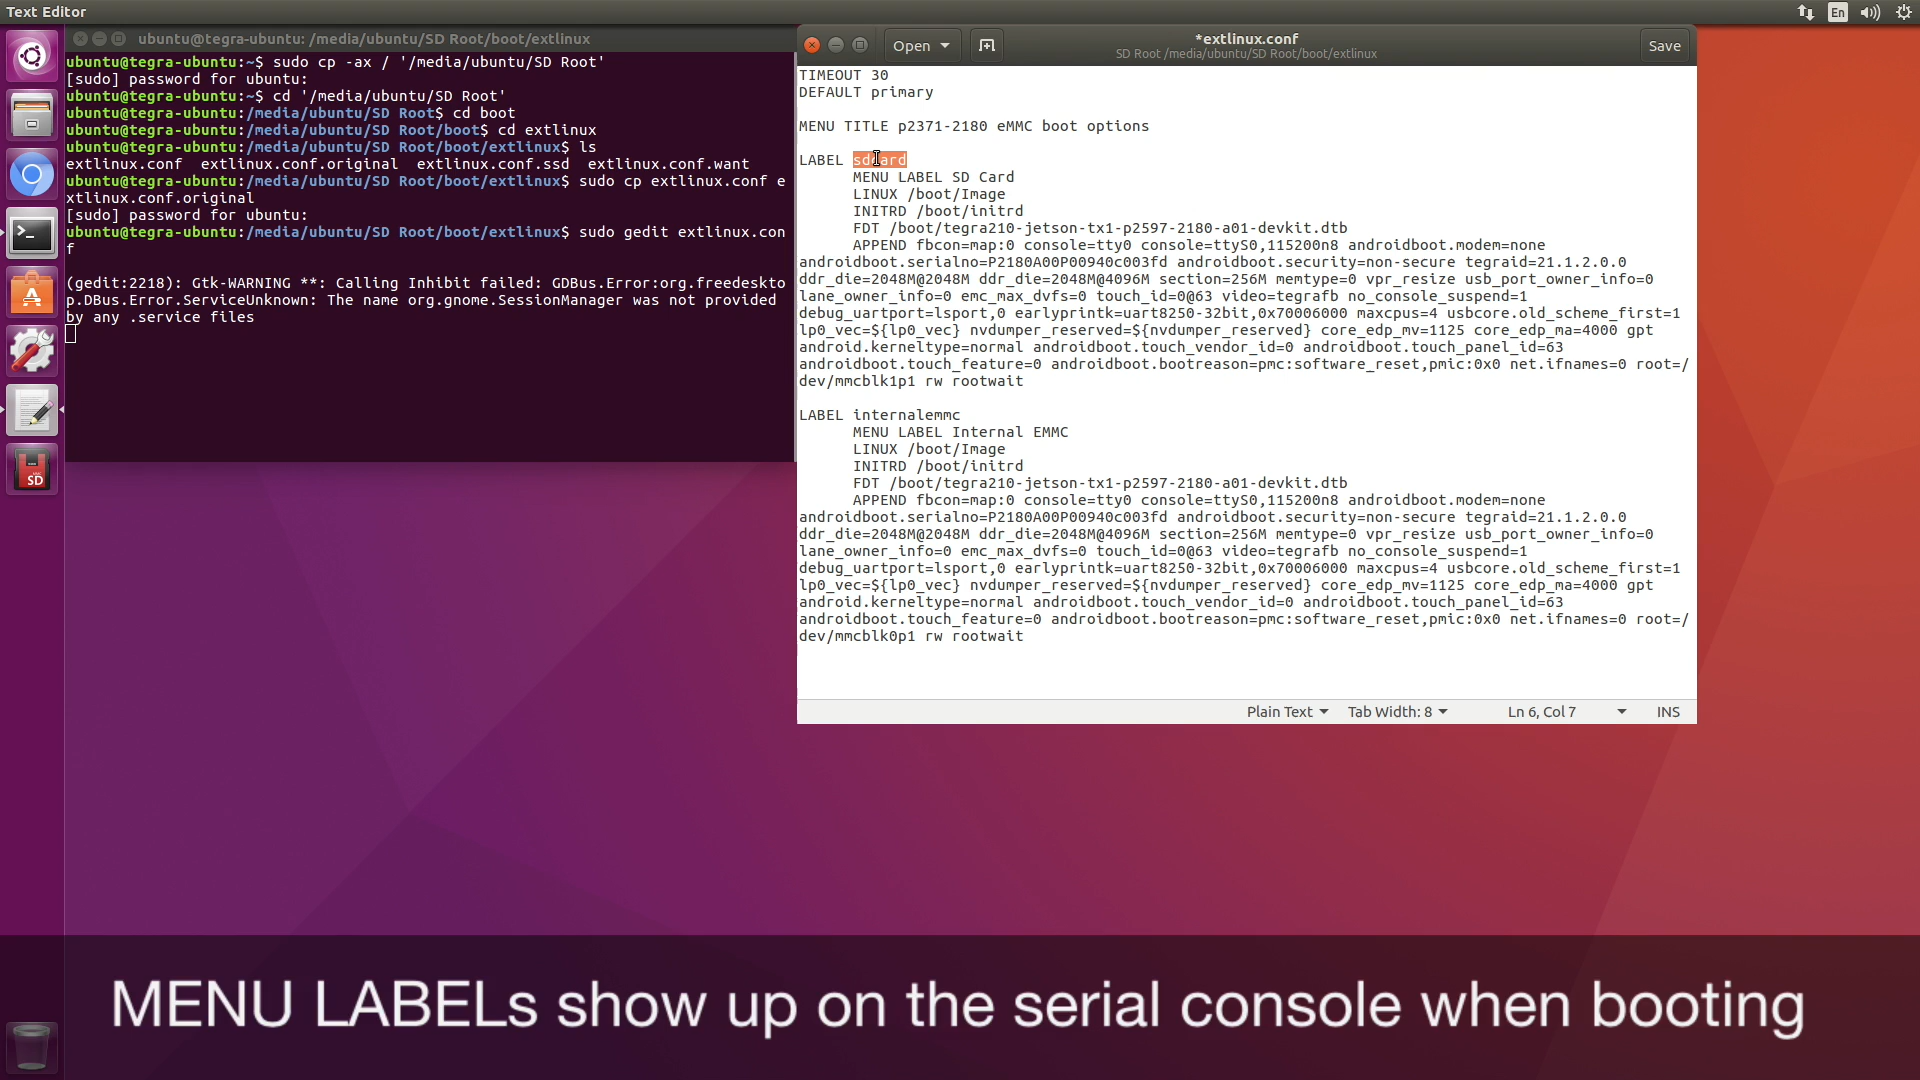 Text Editor
En
ubuntu@tegra-ubuntu: /media/ubuntu/SD Root/boot/extlinux
ubuntu@tegra-ubuntu:~$ sudo cp -ax / '/media/ubuntu/SD Root'
[sudo] password for ubuntu:
ubuntu@tegra-ubuntu:~$ cd '/media/ubuntu/SD Root'
ubuntu@tegra-ubuntu:/media/ubuntu/SD Root$ cd boot
ubuntu@tegra-ubuntu:/media/ubuntu/SD Root/boot$ cd extlinux
ubuntu@tegra-ubuntu:/media/ubuntu/SD Root/boot/extlinux$ ls
extlinux.conf  extlinux.conf.original  extlinux.conf.ssd  extlinux.conf.want
ubuntu@tegra-ubuntu:/media/ubuntu/SD Root/boot/extlinux$ sudo cp extlinux.conf e
xtlinux.conf.original
[sudo] password for ubuntu:
ubuntu@tegra-ubuntu:/media/ubuntu/SD Root/boot/extlinux$ sudo gedit extlinux.con
f
(gedit:2218): Gtk-WARNING **: Calling Inhibit failed: GDBus.Error:org.freedeskto
p.DBus.Error.ServiceUnknown: The name org.gnome.SessionManager was not provided
by any .service files
SD
Open
*extlinux.conf
SD Root /media/ubuntu/SD Root/boot/extlinux
Save
TIMEOUT 30
DEFAULT primary
MENU TITLE p2371-2180 eMMC boot options
LABEL sdcard
MENU LABEL SD Card
LINUX /boot/Image
INITRD /boot/initrd
FDT /boot/tegra210-jetson-tx1-p2597-2180-a01-devkit.dtb
APPEND fbcon=map:0 console=tty0 console=ttyS0,115200n8 androidboot.modem=none
androidboot.serialno=P2180A00P00940c003fd androidboot.security=non-secure tegraid=21.1.2.0.0
ddr_die=2048M@2048M ddr_die=2048M@4096M section=256M memtype=0 vpr_resize usb_port_owner_info=0
lane_owner_info=0 emc_max_dvfs=0 touch_id=0@63 video=tegrafb no_console_suspend=1
debug_uartport=lsport,0 earlyprintk=uart8250-32bit,0x70006000 maxcpus=4 usbcore.old_scheme_first=1
lp0_vec=${lp0_vec} nvdumper_reserved=${nvdumper_reserved} core_edp_mv=1125 core_edp_ma=4000 gpt
android.kerneltype=normal androidboot.touch_vendor_id=0 androidboot.touch_panel_id=63
androidboot.touch_feature=0 androidboot.bootreason=pmc:software_reset,pmic:0x0 net.ifnames=0 root=/
dev/mmcblk1p1 rw rootwait
LABEL internalemmc
MENU LABEL Internal EMMC
LINUX /boot/Image
INITRD /boot/initrd
FDT /boot/tegra210-jetson-tx1-p2597-2180-a01-devkit.dtb
APPEND fbcon=map:0 console=tty0 console=ttyS0,115200n8 androidboot.modem=none
androidboot.serialno=P2180A00P00940c003fd androidboot.security=non-secure tegraid=21.1.2.0.0
ddr_die=2048M@2048M ddr_die=2048M@4096M section=256M memtype=0 vpr_resize usb_port_owner_info=0
lane_owner_info=0 emc_max_dvfs=0 touch_id=0@63 video=tegrafb no_console_suspend=1
debug_uartport=lsport,0 earlyprintk=uart8250-32bit,0x70006000 maxcpus=4 usbcore.old_scheme_first=1
lp0_vec=${lp0_vec} nvdumper_reserved=${nvdumper_reserved} core_edp_mv=1125 core_edp_ma=4000 gpt
android.kerneltype=normal androidboot.touch_vendor_id=0 androidboot.touch_panel_id=63
androidboot.touch_feature=0 androidboot.bootreason=pmc:software_reset,pmic:0x0 net.ifnames=0 root=/
dev/mmcblk0p1 rw rootwait
Plain Text
Tab Width: 8
Ln 6, Col 7
INS
MENU LABELs show up on the serial console when booting